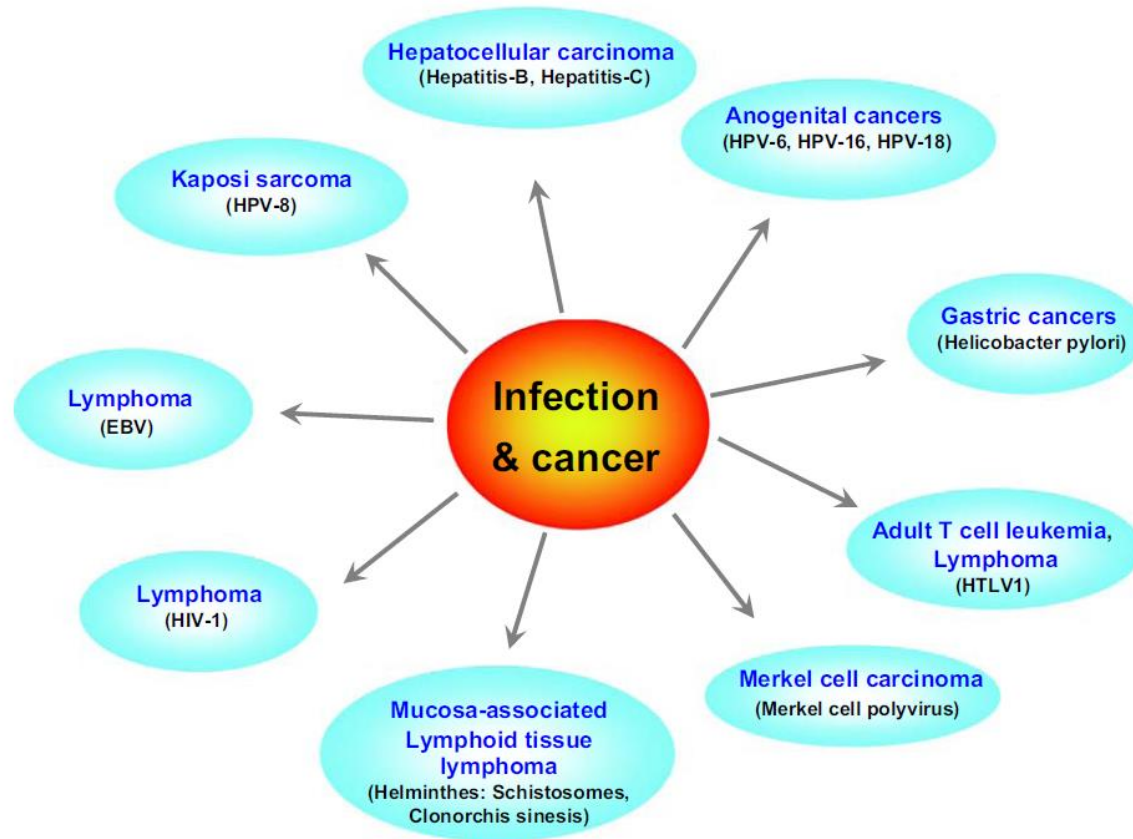 Hepatocellular carcinoma
(Hepatitis-B, Hepatitis-C)
Anogenital cancers
(HPV-6, HPV-16, HPV-18)
Kaposi sarcoma
(HPV-8)
Gastric cancers
(Helicobacter pylori)
Infection
& cancer
Lymphoma
(EBV)
Adult T cell leukemia,
Lymphoma
(HTLV1)
Lymphoma
(HIV-1)
Merkel cell carcinoma
(Merkel cell polyvirus)
Mucosa-associated
Lymphoid tissue
lymphoma
(Helminthes: Schistosomes,
Clonorchis sinesis)